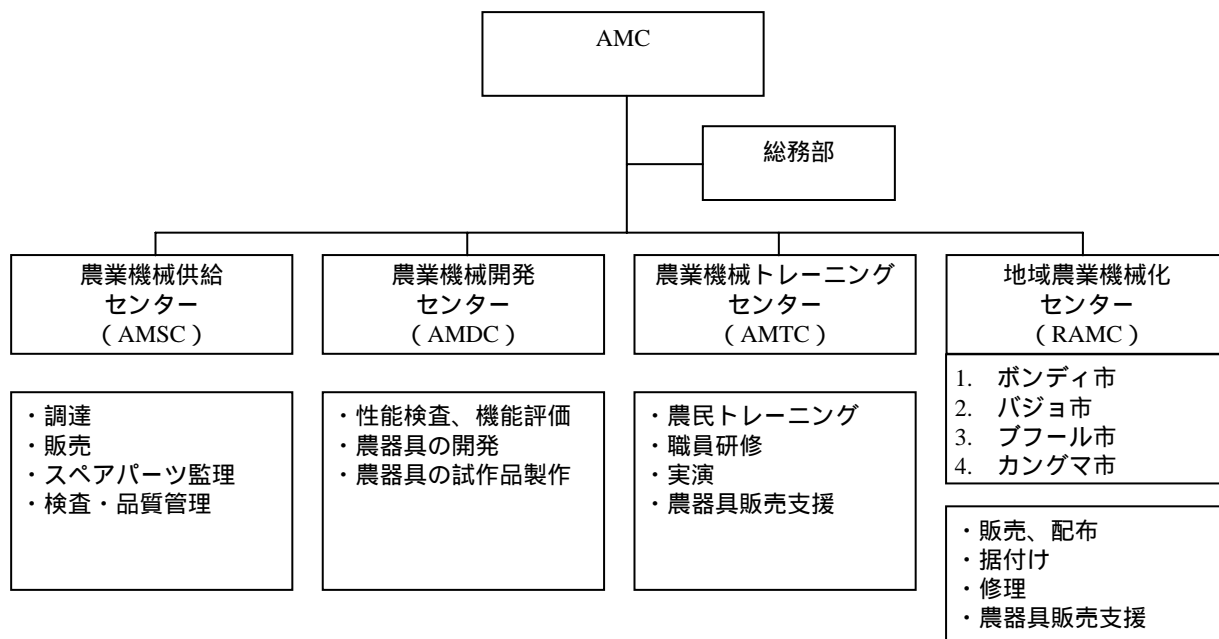 AMC
総務部
農業機械供給
センター
( AMSC )
農業機械開発
センター
( AMDC )
農業機械トレーニング
センター
( AMTC )
地域農業機械化
センター
( RAMC )
・調達
・販売
・スペアパーツ監理
・検査・品質管理
・性能検査、機能評価
・農器具の開発
・農器具の試作品製作
・農民トレーニング
・職員研修
・実演
・農器具販売支援
1. ボンディ市
2. バジョ市
3. ブフール市
4. カングマ市
・販売、配布
・据付け
・修理
・農器具販売支援